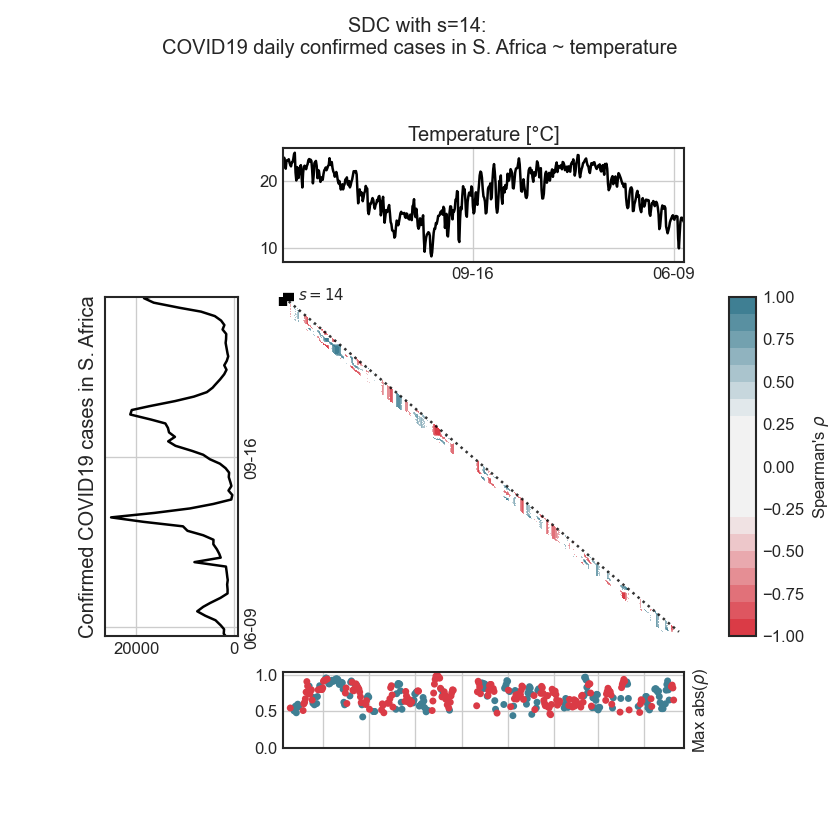 SDC with s=14:
COVID19 daily confirmed cases in S. Africa ~ temperature
Temperature [°C]
20
10
09-16
06-09
s = 14
Confirmed COVID19 cases in S. Africa
09-16
06-09
20000
0
1.00
0.75
0.50
0.25
0.00
−0.25
−0.50
−0.75
−1.00
Spearman's ρ
1.0
0.5
0.0
Max abs(ρ)